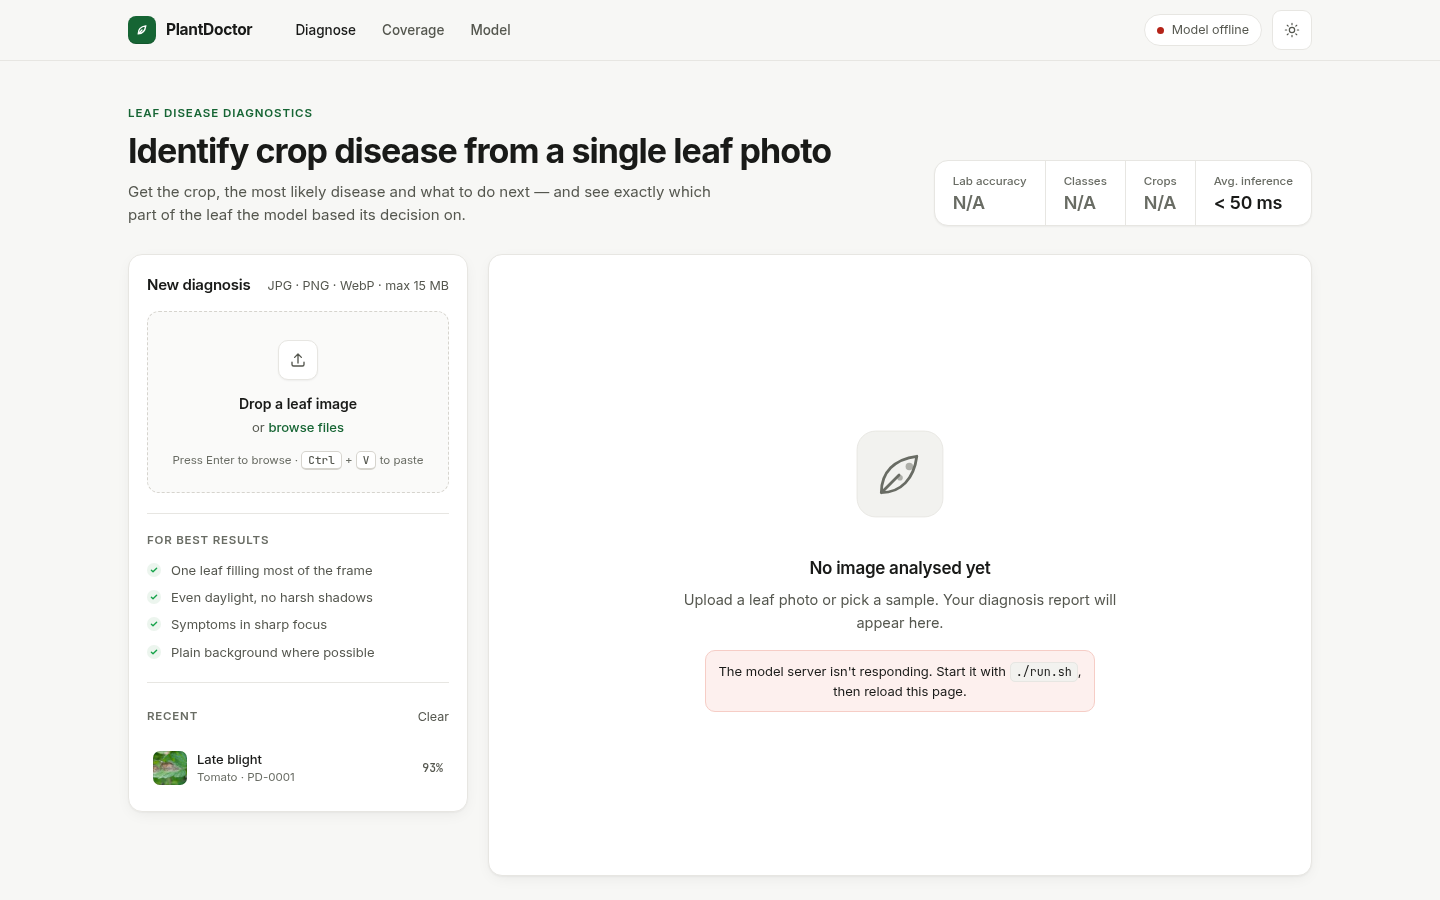 PlantDoctor
Diagnose
Coverage
Model
Model offline
LEAF DISEASE DIAGNOSTICS
Identify crop disease from a single leaf photo
Get the crop, the most likely disease and what to do next — and see exactly which
part of the leaf the model based its decision on.
Lab accuracy
N/A
Classes
N/A
Crops
N/A
Avg. inference
< 50 ms
New diagnosis
JPG · PNG · WebP · max 15 MB
Drop a leaf image
or browse files
Press Enter to browse · Ctrl + V to paste
FOR BEST RESULTS
One leaf filling most of the frame
Even daylight, no harsh shadows
Symptoms in sharp focus
Plain background where possible
RECENT
Clear
Late blight
Tomato · PD-0001
93%
No image analysed yet
Upload a leaf photo or pick a sample. Your diagnosis report will
appear here.
The model server isn't responding. Start it with ./run.sh,
then reload this page.